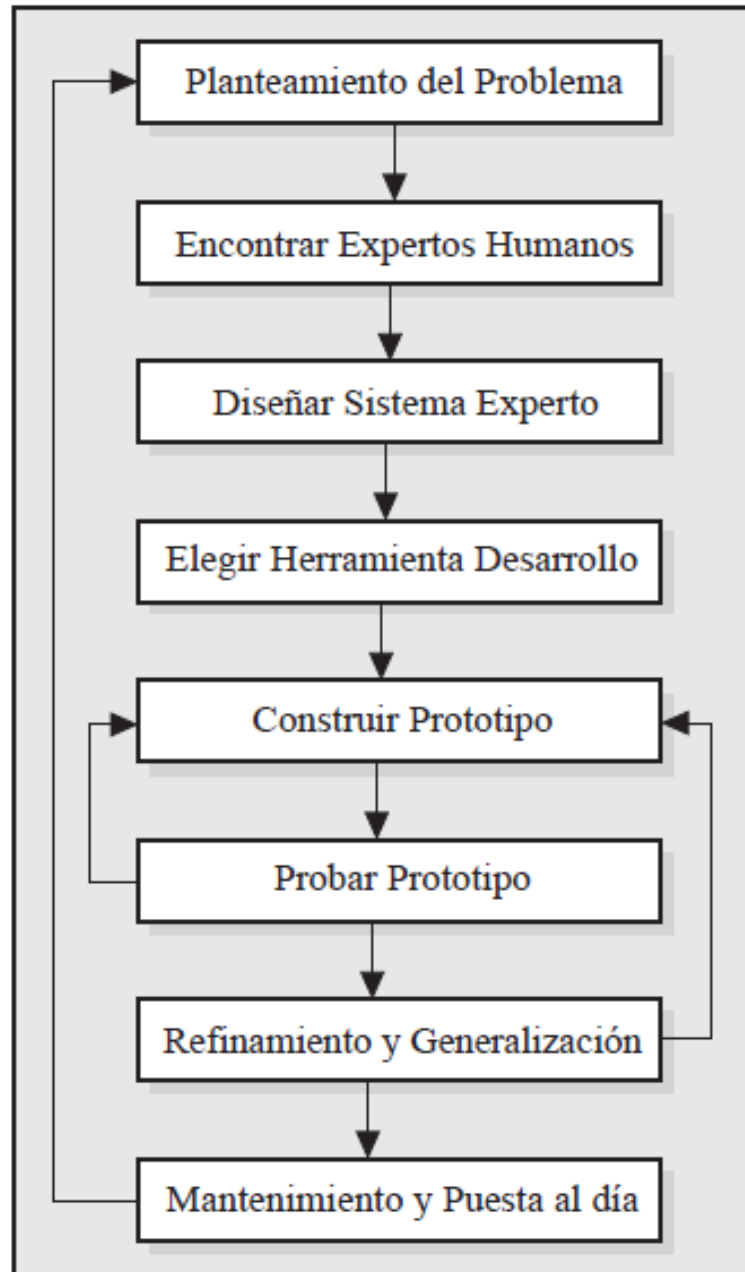 Planteamiento del Problema
Encontrar Expertos Humanos
Diseñar Sistema Experto
Elegir Herramienta Desarrollo
Construir Prototipo
Probar Prototipo
Refinamiento y Generalización
Mantenimiento y Puesta al día